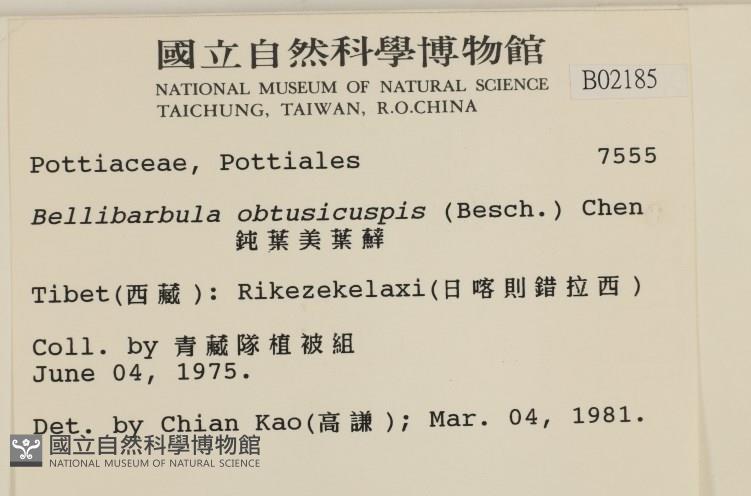 國立自然科學博物館
NATIONAL MUSEUM OF NATURAL SCIENCE
TAICHUNG, TAIWAN, R.O.CHINA
B02185
Pottiaceae, Pottiales 7555
Bellibarbula obtusicuspis (Besch.) Chen
鈍葉美葉蘚
Tibet(西藏): Rikezekelaxi(日喀則錯拉西)
Coll. by 青藏隊植被組
June 04, 1975.
Det. by Chian Kao(高謙); Mar. 04, 1981.
國立自然科學博物館
NATIONAL MUSEUM OF NATURAL SCIENCE